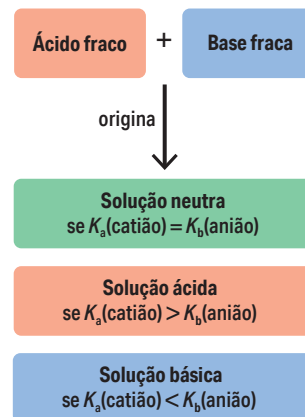 Ácido fraco + Base fraca
origina
Solução neutra
se Ka(catião) = Kb(anião)
Solução ácida
se Ka(catião) > Kb(anião)
Solução básica
se Ka(catião) < Kb(anião)